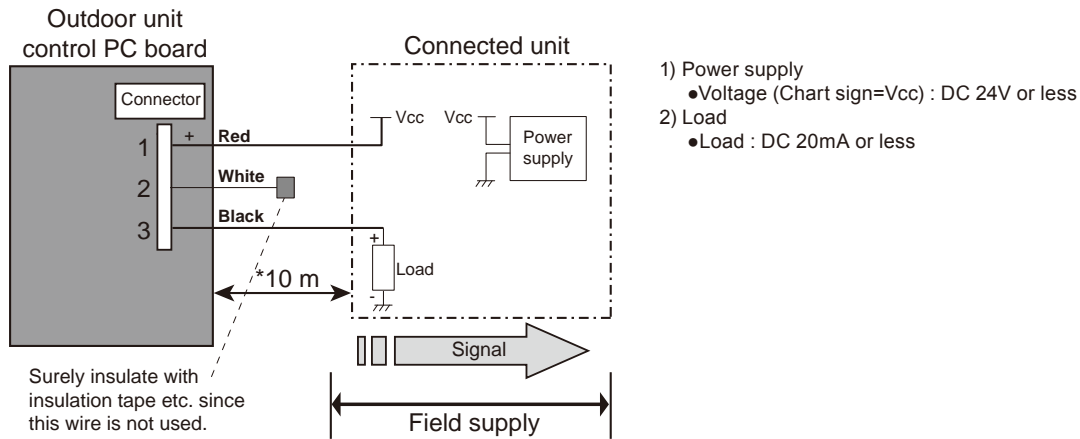 Outdoor unit
control PC board
Connector
1
+
Red
2
White
3
Black
*10 m
Surely insulate with
insulation tape etc. since
this wire is not used.
Connected unit
Vcc
Vcc
Power
supply
+
Load
-
Signal
Field supply
1) Power supply
●Voltage (Chart sign=Vcc) : DC 24V or less
2) Load
●Load : DC 20mA or less